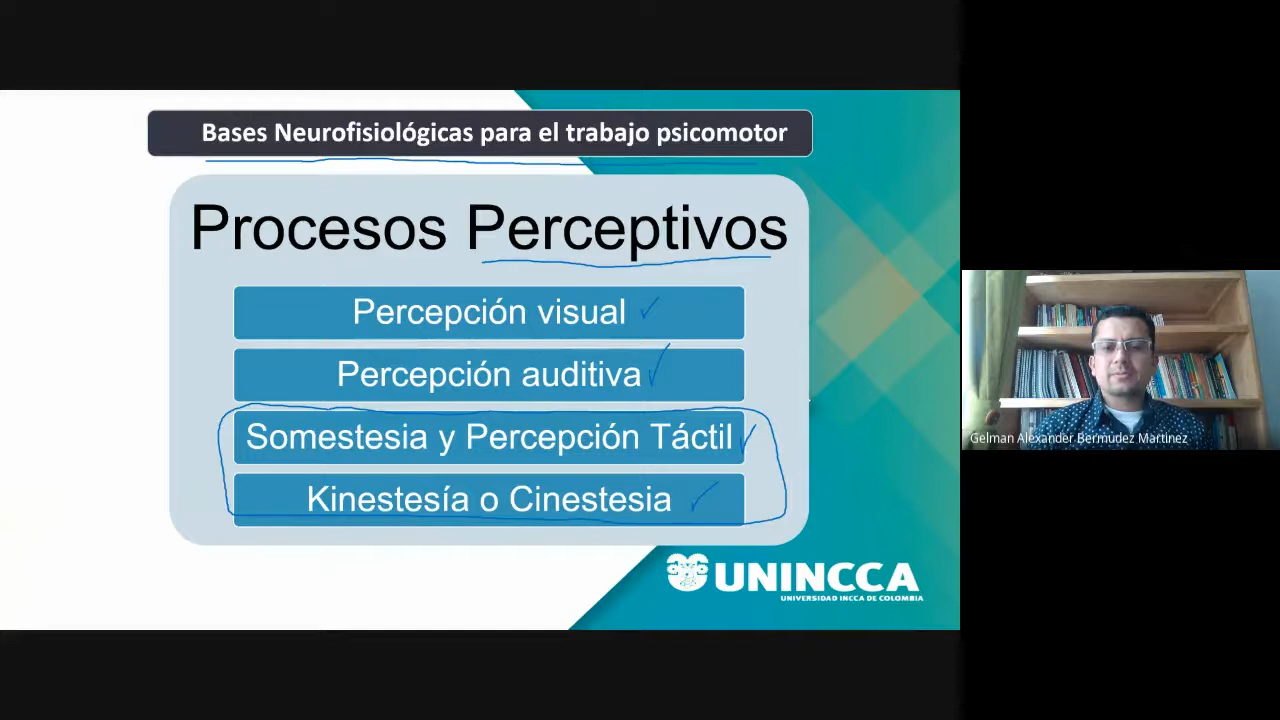 Bases Neurofisiológicas para el trabajo psicomotor
Procesos Perceptivos
Percepción visual
Percepción auditiva
Somestesia y Percepción Táctil
Kinestesía o Cinestesia
UNINCCA
UNIVERSIDAD INCCA DE COLOMBIA
Gelman Alexander Bermudez Martinez